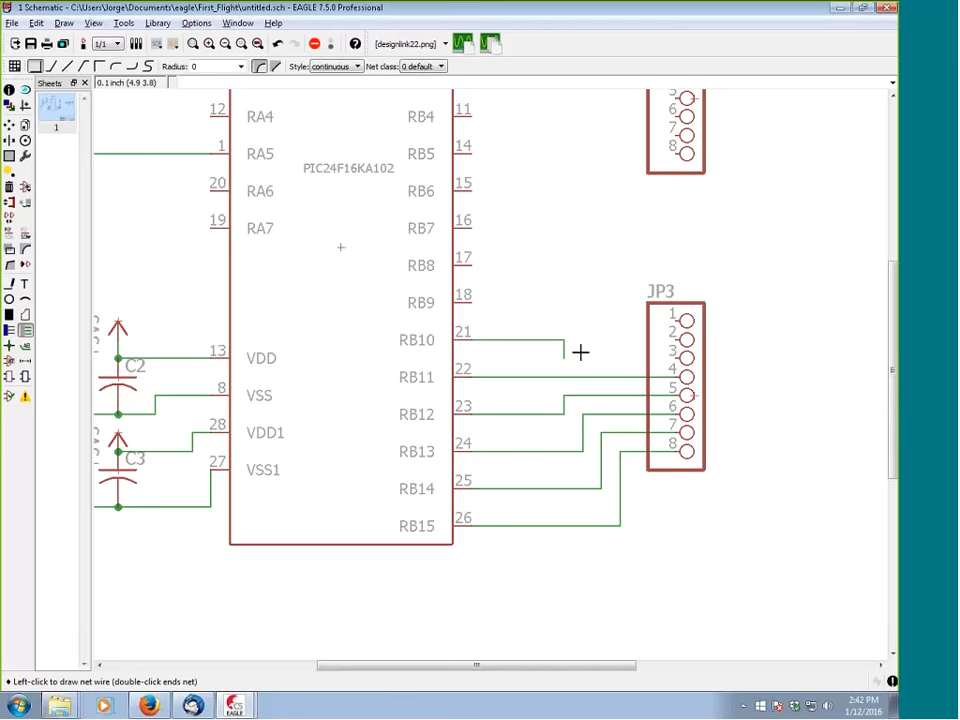 1 Schematic - C:\Users\Jorge\Documents\eagle\First_Flight\untitled.sch - EAGLE 7.5.0 Professional
File Edit Draw View Tools Library Options Window Help
1/1 [designlink22.png]
Radius: 0 Style: continuous Net class: 0 default
Sheets 0.1 inch (4.9 3.8)
1
12 RA4 RB4 11
1 RA5 RB5 14
PIC24F16KA102
20 RA6 RB6 15
19 RA7 RB7 16
RB8 17
RB9 18
RB10 21
13 VDD
RB11 22
8 VSS
RB12 23
28 VDD1
RB13 24
27 VSS1
RB14 25
RB15 26
C2
C3
5
6
7
8
JP3
1
2
3
4
5
6
7
8
Left-click to draw net wire (double-click ends net)
CS
EAGLE
2:42 PM
1/12/2016